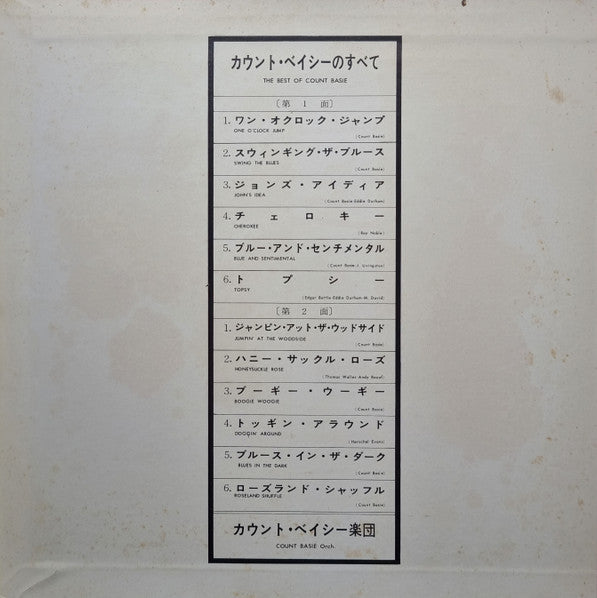 カウント・ベイシーのすべて
THE BEST OF COUNT BASIE
〔第 1 面〕
1. ワン・オクロック・ジャンプ
ONE O'CLOCK JUMP
(Count Basie)
2. スウィンギング・ザ・ブルース
SWING THE BLUES
(Count Basie)
3. ジョンズ・アイディア
JOHN'S IDEA
(Count Basie-Eddie Durham)
4. チェロキー
CHEROKEE
(Ray Noble)
5. ブルー・アンド・センチメンタル
BLUE AND SENTIMENTAL
(Count Basie-J. Livingston)
6. トプシー
TOPSY
(Edgar Battle-Eddie Durham-M. David)
〔第 2 面〕
1. ジャンピン・アット・ザ・ウッドサイド
JUMPIN' AT THE WOODSIDE
(Count Basie)
2. ハニー・サックル・ローズ
HONEYSUCKLE ROSE
(Thomas Waller-Andy Razaf)
3. ブーギー・ウーギー
BOOGIE WOOGIE
(Count Basie)
4. トッギン・アラウンド
DOGGIN' AROUND
(Herschel Evans)
5. ブルース・イン・ザ・ダーク
BLUES IN THE DARK
(Count Basie)
6. ローズランド・シャッフル
ROSELAND SHUFFLE
(Count Basie)
カウント・ベイシー楽団
COUNT BASIE Orch.